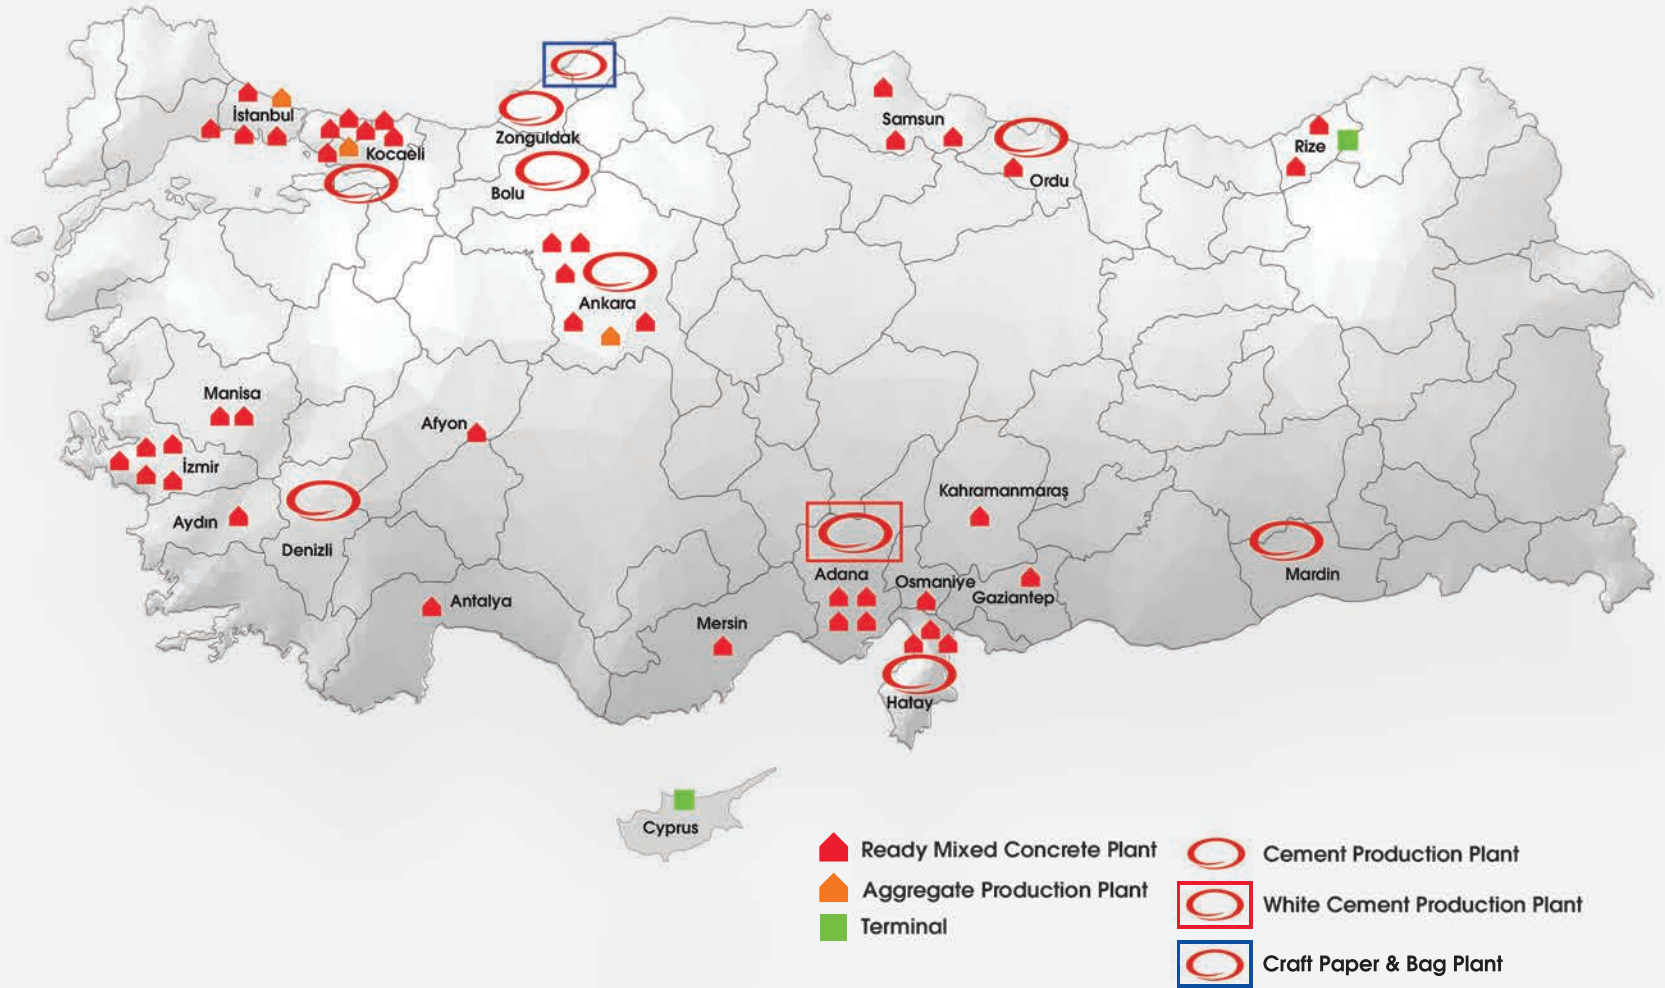 İstanbul
Kocaeli
Zonguldak
Bolu
Samsun
Ordu
Rize
Ankara
Manisa
İzmir
Afyon
Aydın
Denizli
Antalya
Mersin
Adana
Osmaniye
Kahramanmaraş
Gaziantep
Mardin
Hatay
Cyprus
Ready Mixed Concrete Plant
Aggregate Production Plant
Terminal
Cement Production Plant
White Cement Production Plant
Craft Paper & Bag Plant